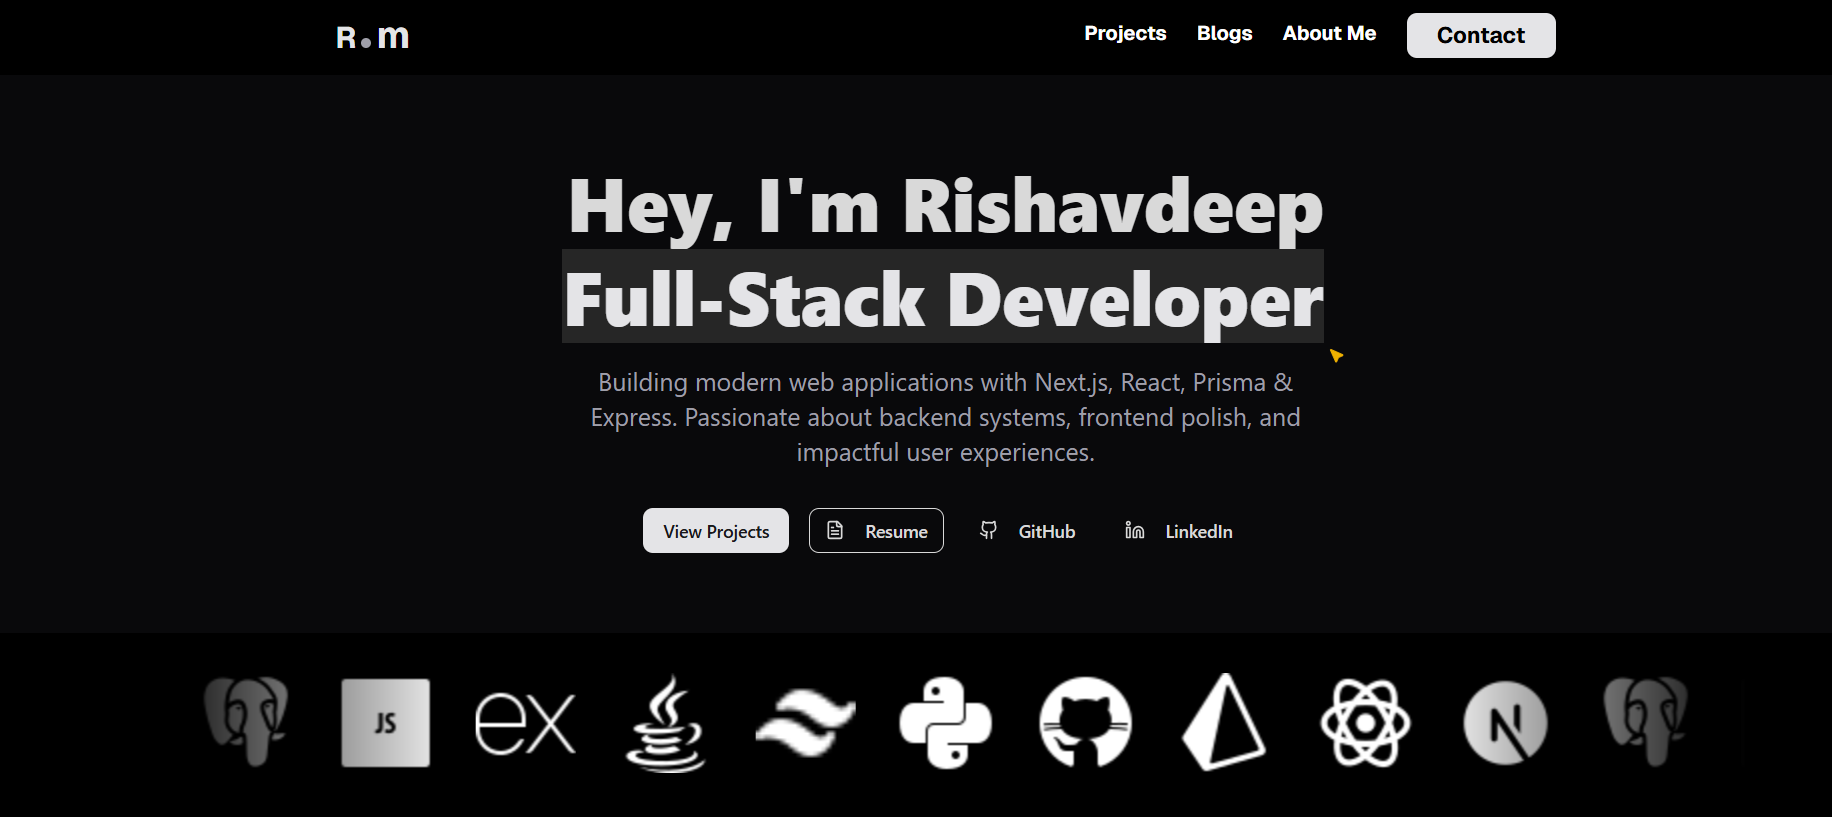 R.m
Projects Blogs About Me Contact
Hey, I'm Rishavdeep
Full-Stack Developer
Building modern web applications with Next.js, React, Prisma &
Express. Passionate about backend systems, frontend polish, and
impactful user experiences.
View Projects Resume GitHub LinkedIn
JS ex N